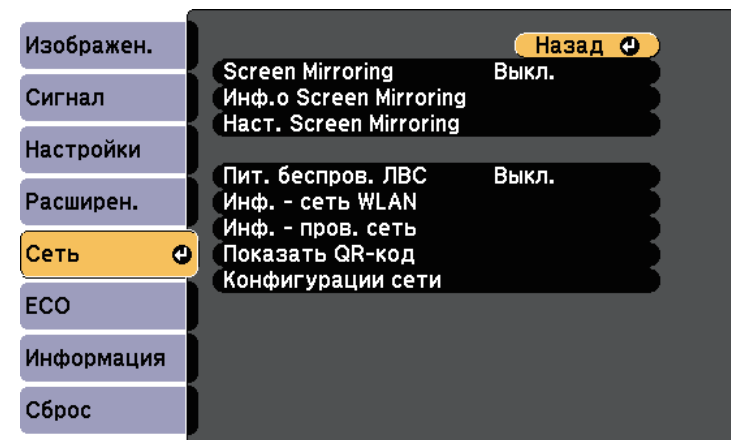 Изображен.
Сигнал
Настройки
Расширен.
Сеть
ECO
Информация
Сброс
Назад
Screen Mirroring Выкл.
Инф.о Screen Mirroring
Наст. Screen Mirroring
Пит. беспров. ЛВС Выкл.
Инф. - сеть WLAN
Инф. - пров. сеть
Показать QR-код
Конфигурации сети